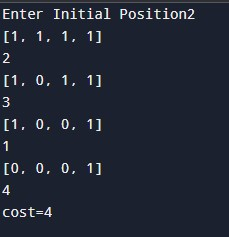 Enter Initial Position2
[1, 1, 1, 1]
2
[1, 0, 1, 1]
3
[1, 0, 0, 1]
1
[0, 0, 0, 1]
4
cost=4